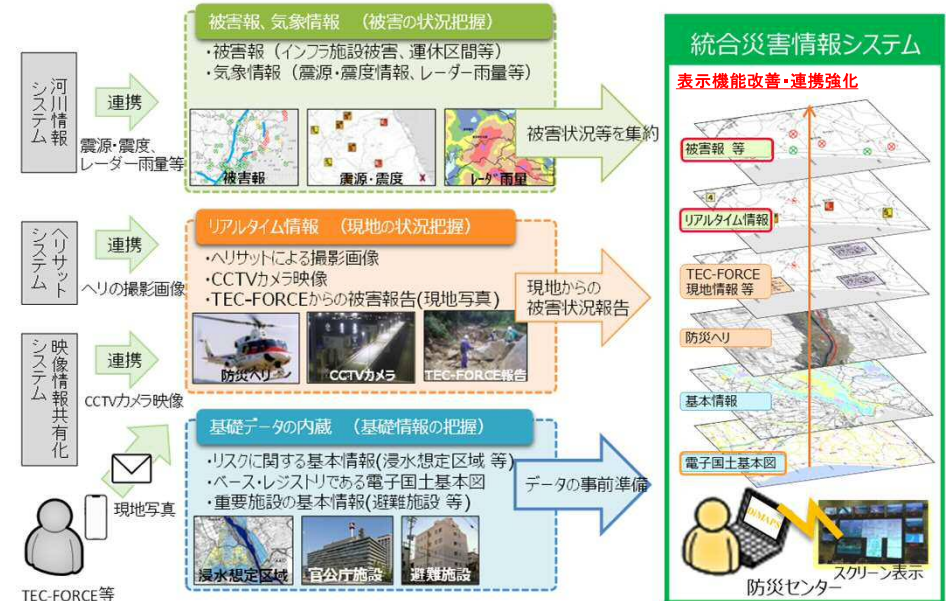 河川情報
システム
連携
震源・震度、
レーダー雨量等
被害報、気象情報　（被害の状況把握）
・被害報（インフラ施設被害、運休区間等）
・気象情報（震源・震度情報、レーダー雨量等）
被害報
震源・震度
レーダ雨量
被害状況等を集約
ヘリサット
システム
連携
ヘリの撮影画像
リアルタイム情報　（現地の状況把握）
・ヘリサットによる撮影画像
・CCTVカメラ映像
・TEC-FORCEからの被害報告(現地写真)
防災ヘリ
CCTVカメラ
TEC-FORCE報告
現地からの
被害状況報告
映像情報共有化
システム
連携
CCTVカメラ映像
現地写真
TEC-FORCE等
基礎データの内蔵　（基礎情報の把握）
・リスクに関する基本情報(浸水想定区域 等)
・ベース・レジストリである電子国土基本図
・重要施設の基本情報(避難施設 等)
浸水想定区域
官公庁施設
避難施設
データの事前準備
統合災害情報システム
表示機能改善・連携強化
被害報 等
リアルタイム情報
TEC-FORCE
現地情報 等
防災ヘリ
基本情報
電子国土基本図
DiMAPS
スクリーン表示
防災センター